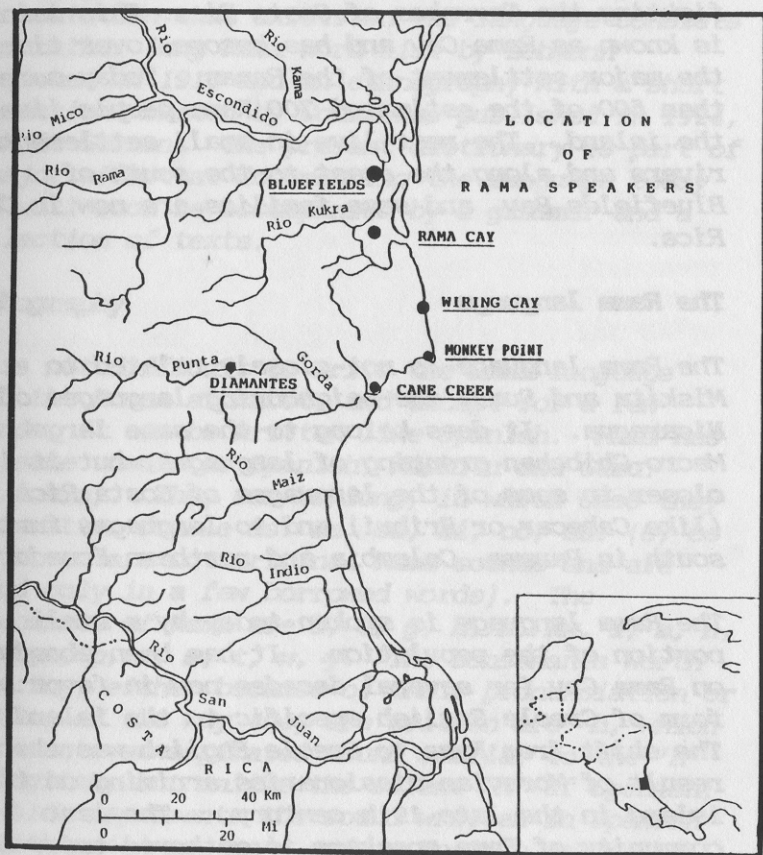 LOCATION
OF
RAMA SPEAKERS
Rio
Rio
Kama
Escondido
Rio Mico
Rio Rama
BLUEFIELDS
Rio Kukra
RAMA CAY
WIRING CAY
MONKEY POINT
Rio Punta Gorda
DIAMANTES
CANE CREEK
Rio Maiz
Rio Indio
Rio San Juan
COSTA RICA
0 20 40 Km
0 20 Mi